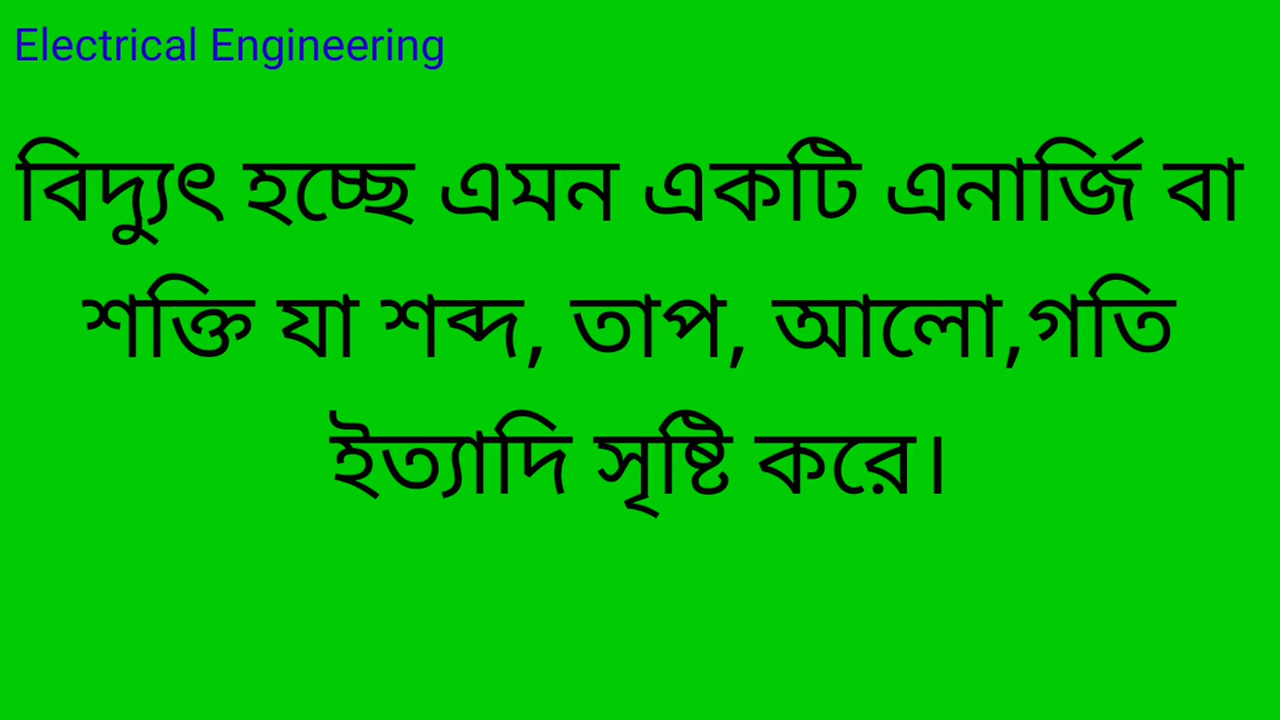 Electrical Engineering
বিদ্যুৎ হচ্ছে এমন একটি এনার্জি বা
শক্তি যা শব্দ, তাপ, আলো,গতি
ইত্যাদি সৃষ্টি করে।